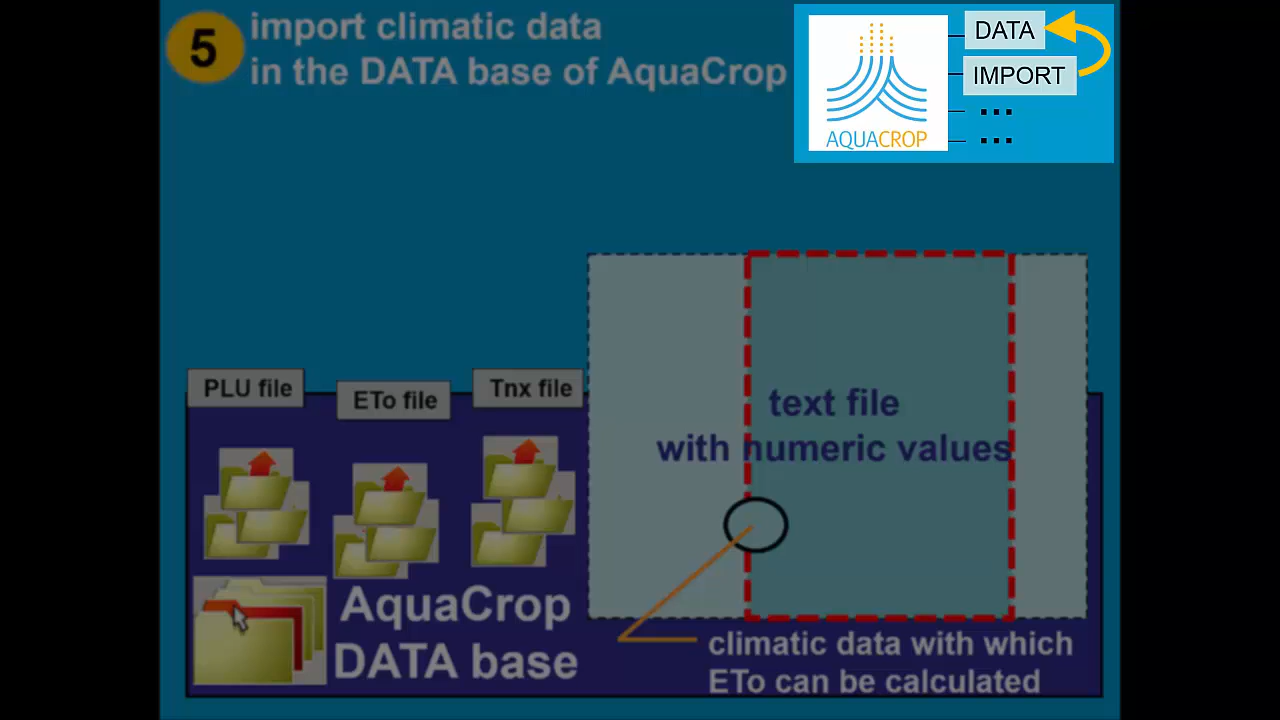 5
import climatic data
in the DATA base of AquaCrop
DATA
IMPORT
...
...
AQUACROP
PLU file
ETo file
Tnx file
text file
with numeric values
AquaCrop
DATA base
climatic data with which
ETo can be calculated